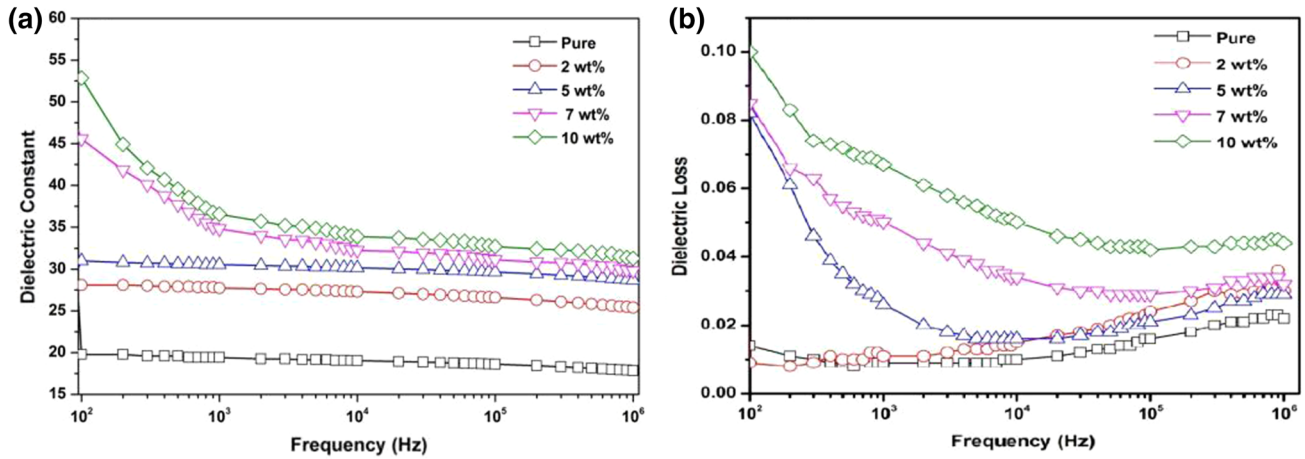 (a)
60
55
50
45
40
35
30
25
20
15
Dielectric Constant
Pure
2 wt%
5 wt%
7 wt%
10 wt%
10² 10³ 10⁴ 10⁵ 10⁶
Frequency (Hz)
(b)
0.10
0.08
0.06
0.04
0.02
0.00
Dielectric Loss
Pure
2 wt%
5 wt%
7 wt%
10 wt%
10² 10³ 10⁴ 10⁵ 10⁶
Frequency (Hz)